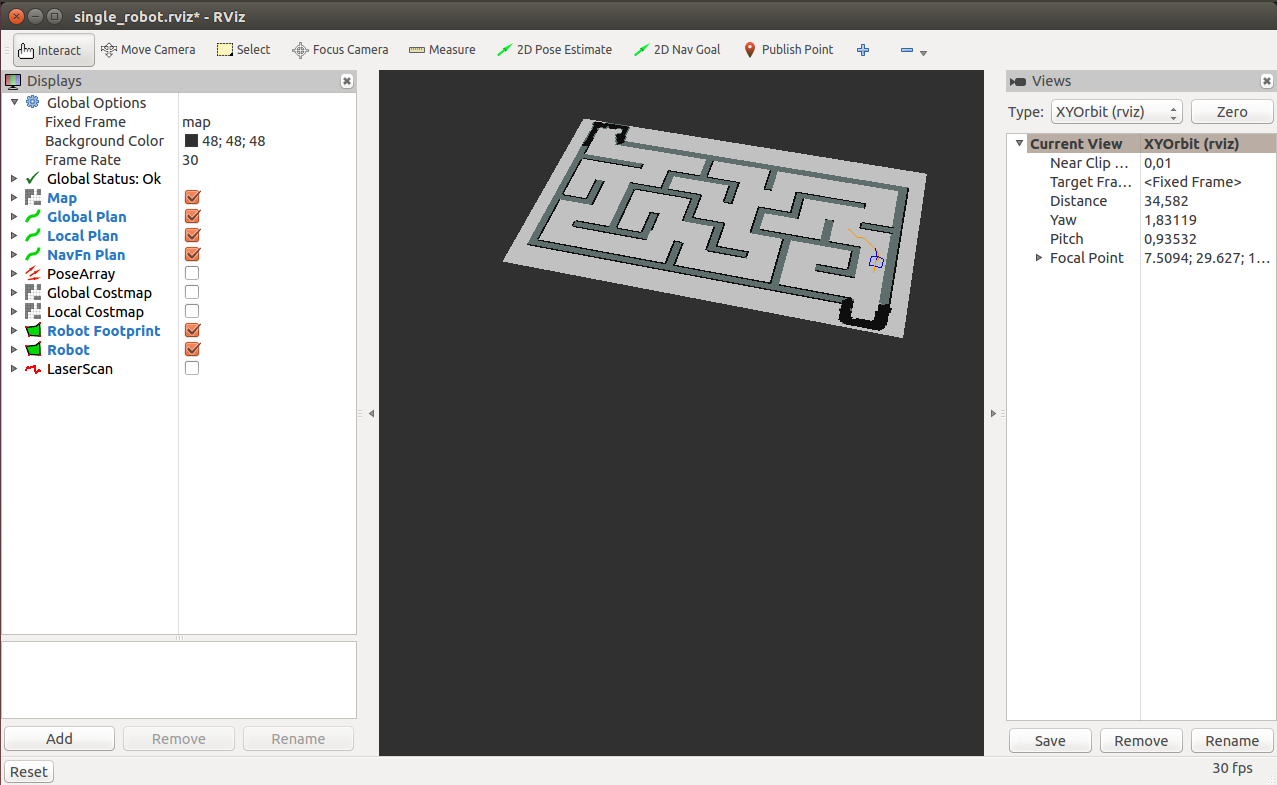 single_robot.rviz* - RViz
Interact Move Camera Select Focus Camera Measure 2D Pose Estimate 2D Nav Goal Publish Point
Displays
Global Options
Fixed Frame map
Background Color 48; 48; 48
Frame Rate 30
Global Status: Ok
Map
Global Plan
Local Plan
NavFn Plan
PoseArray
Global Costmap
Local Costmap
Robot Footprint
Robot
LaserScan
Add Remove Rename
Reset
Views
Type: XYOrbit (rviz) Zero
Current View XYOrbit (rviz)
Near Clip ... 0,01
Target Fra... <Fixed Frame>
Distance 34,582
Yaw 1,83119
Pitch 0,93532
Focal Point 7.5094; 29.627; 1...
Save Remove Rename
30 fps